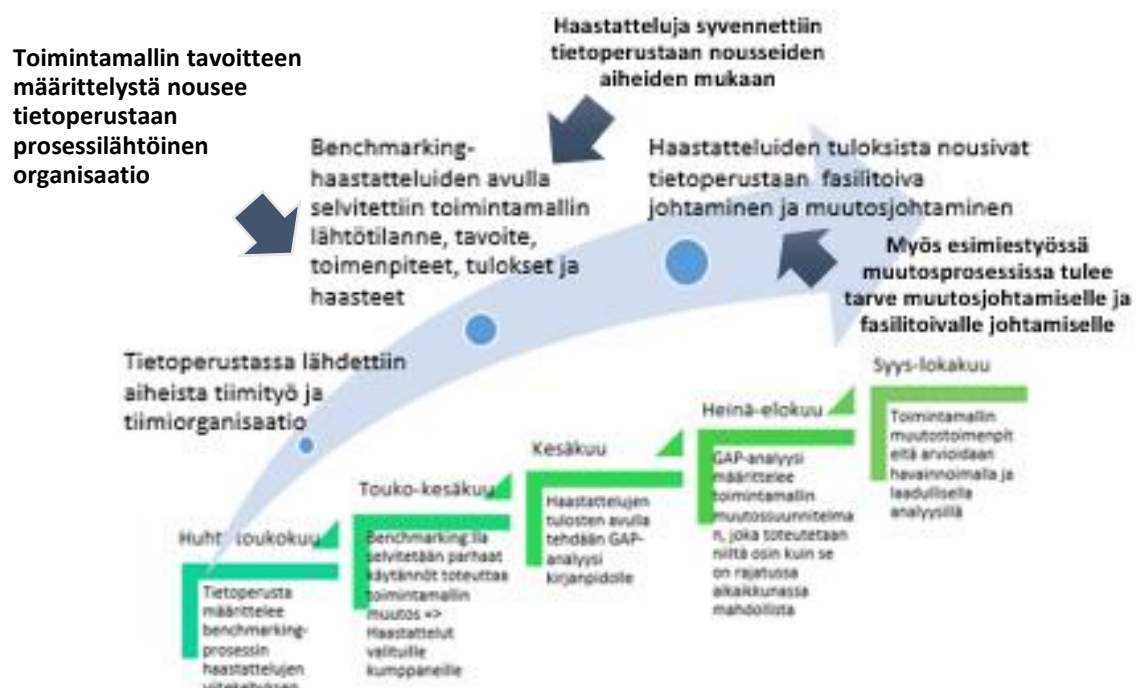 Toimintamallin tavoitteen
määrittelystä nousee
tietoperustaan
prosessilähtöinen
organisaatio
Haastatteluja syvennettiin
tietoperustaan nousseiden
aiheiden mukaan
Benchmarking-
haastatteluiden avulla
selvitettiin toimintamallin
lähtötilanne, tavoite,
toimenpiteet, tulokset ja
haasteet
Haastatteluiden tuloksista nousivat
tietoperustaan fasilitoiva
johtaminen ja muutosjohtaminen
Myös esimiestyössä
muutosprosessissa tulee
tarve muutosjohtamiselle ja
fasilitoivalle johtamiselle
Tietoperustassa lähdettiin
aiheista tiimityö ja
tiimiorganisaatio
Huhti-toukokuu
Tietoperusta
määrittelee
benchmarking-
prosessin
haastattelujen
viitekehyksen
Touko-kesäkuu
Benchmarking:lla
selvitetään parhaat
käytännöt toteuttaa
toimintamallin
muutos =>
Haastattelut
valituille
kumppaneille
Kesäkuu
Haastattelujen
tulosten avulla
tehdään GAP-
analyysi
kirjanpidolle
Heinä-elokuu
GAP-analyysi
määrittelee
toimintamallin
muutossuunnitelma
n, joka toteutetaan
niiltä osin kuin se
on rajatussa
aikaikkunassa
mahdollista
Syys-lokakuu
Toimintamallin
muutostoimenpit
eitä arvioidaan
havainnoimalla ja
laadullisella
analyysillä